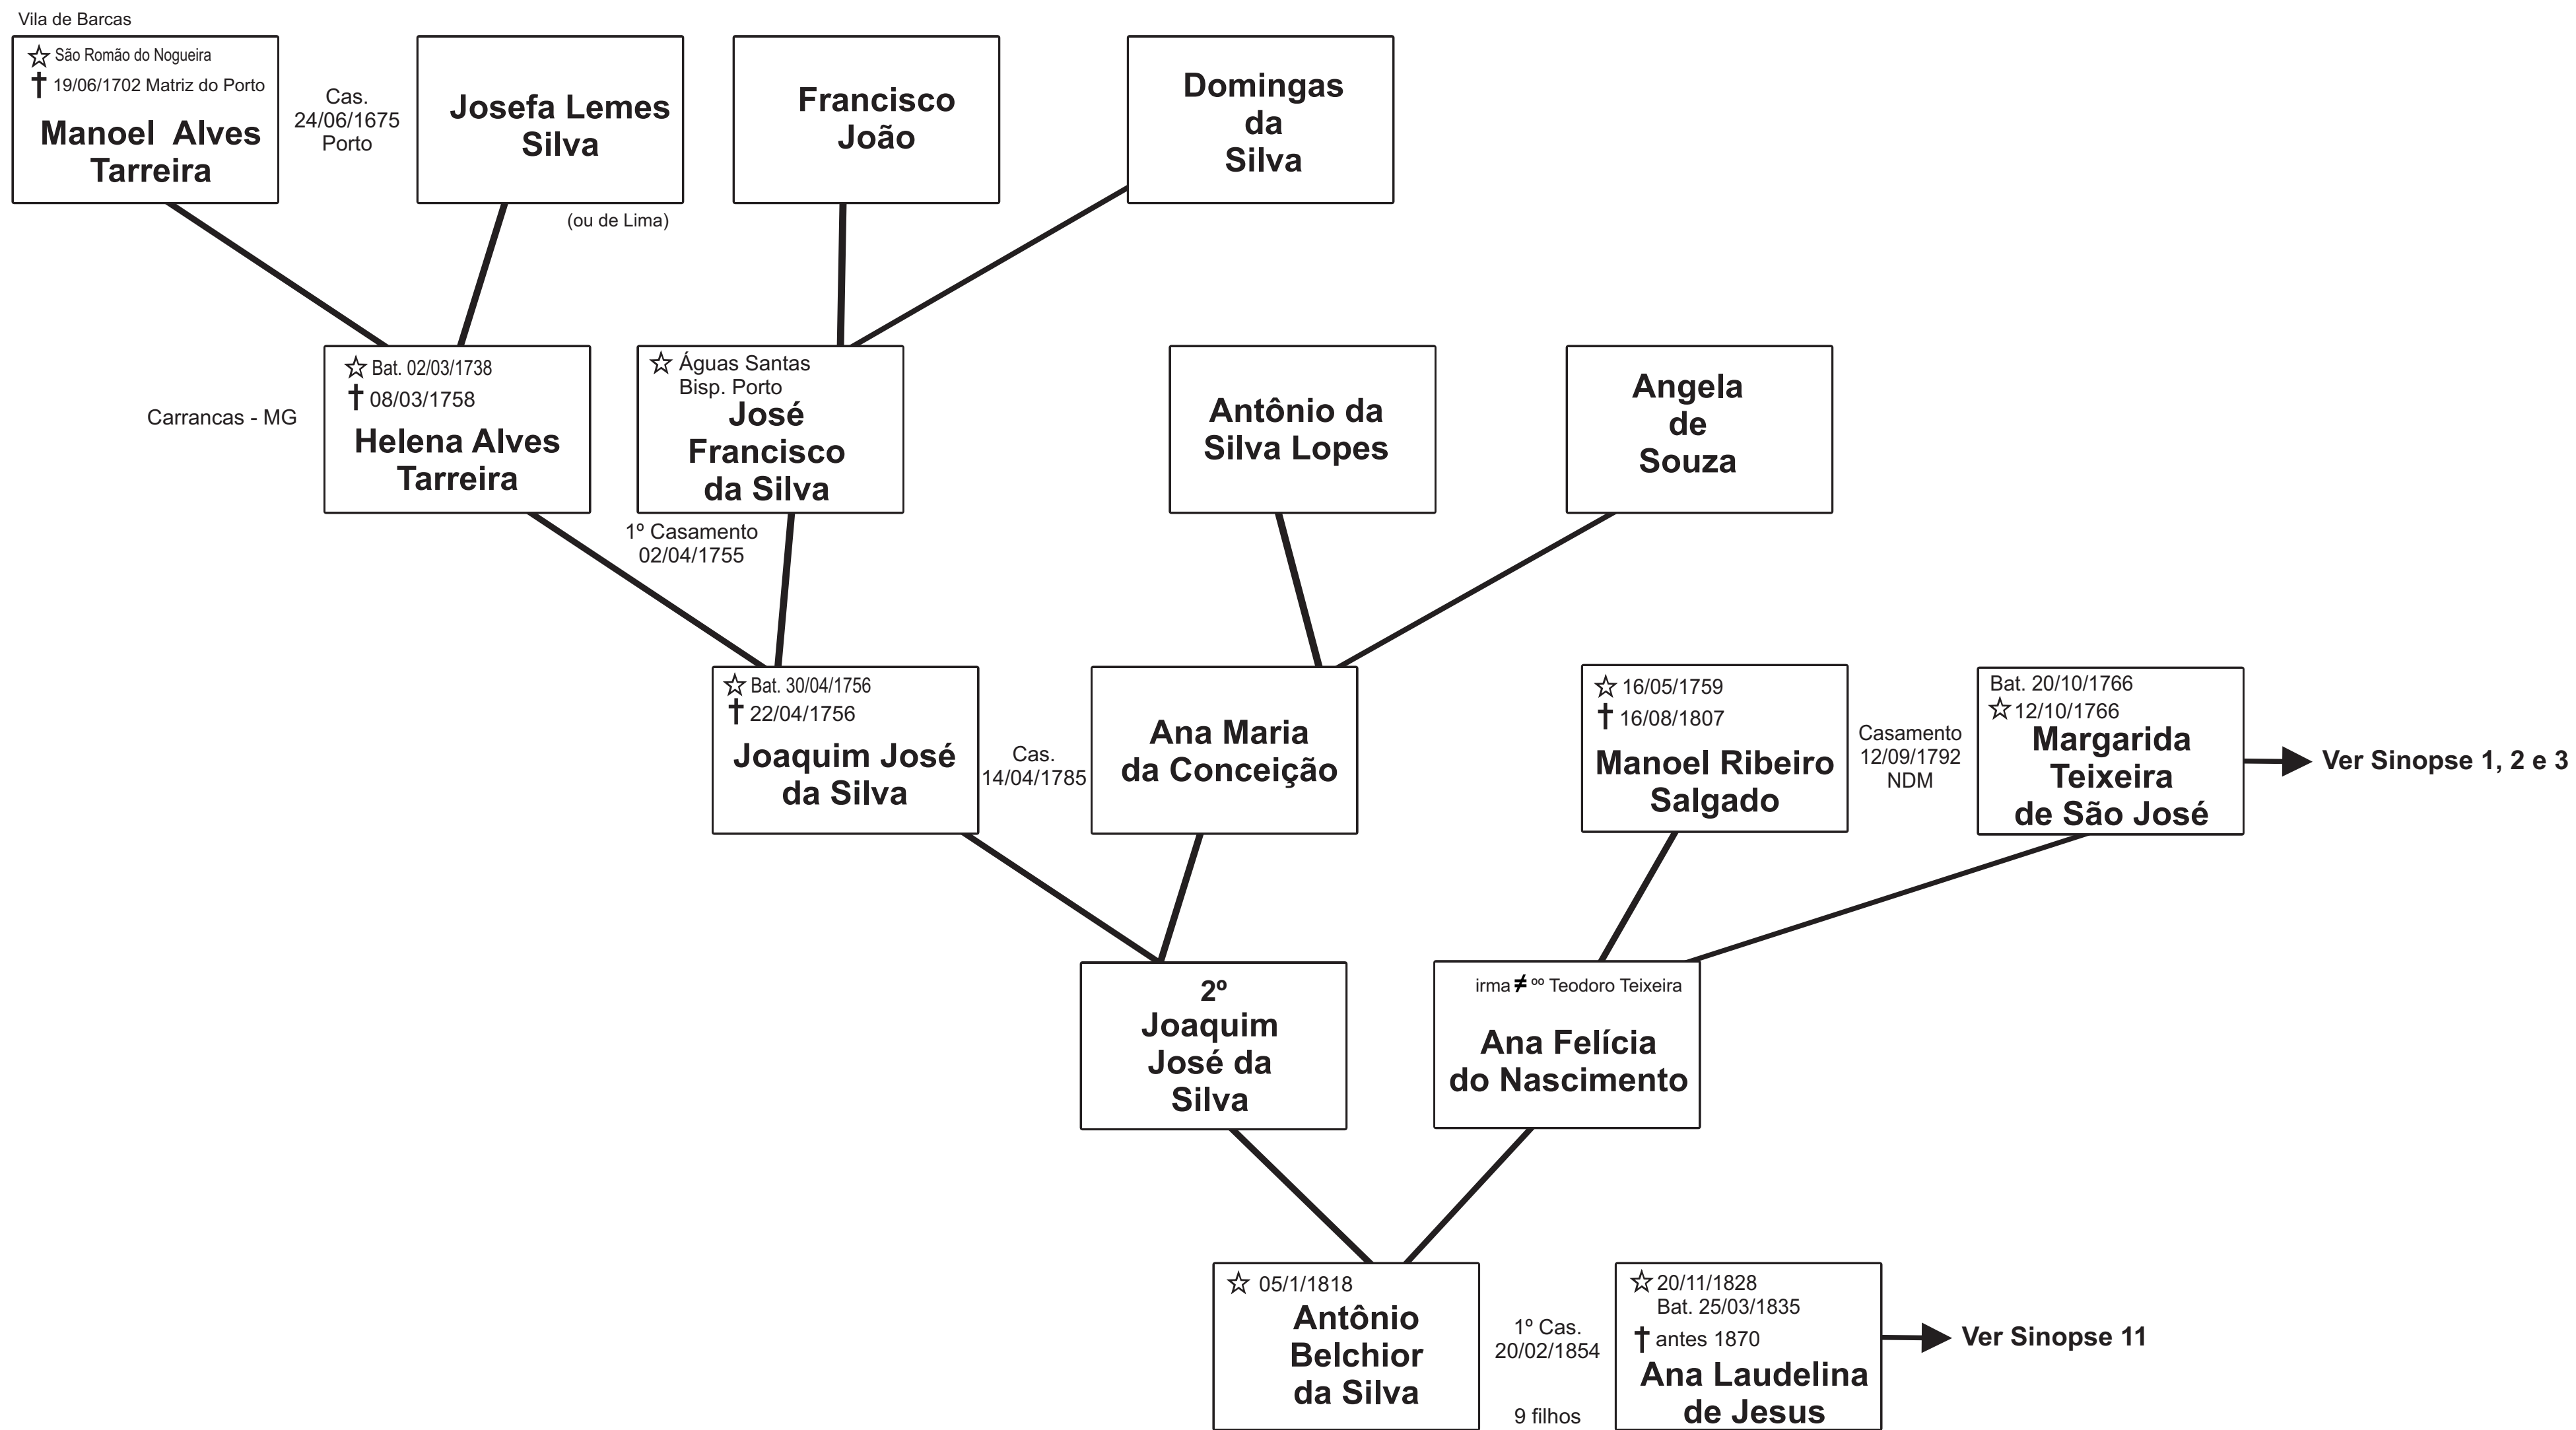 Vila de Barcas
☆ São Romão do Nogueira
† 19/06/1702 Matriz do Porto
Manoel Alves
Tarreira
Cas.
24/06/1675
Porto
Josefa Lemes
Silva
(ou de Lima)
Francisco
João
Domingas
da
Silva
Carrancas - MG
☆ Bat. 02/03/1738
† 08/03/1758
Helena Alves
Tarreira
☆ Águas Santas
Bisp. Porto
José
Francisco
da Silva
1º Casamento
02/04/1755
Antônio da
Silva Lopes
Angela
de
Souza
☆ Bat. 30/04/1756
† 22/04/1756
Joaquim José
da Silva
Cas.
14/04/1785
Ana Maria
da Conceição
☆ 16/05/1759
† 16/08/1807
Manoel Ribeiro
Salgado
Casamento
12/09/1792
NDM
Bat. 20/10/1766
☆ 12/10/1766
Margarida
Teixeira
de São José
Ver Sinopse 1, 2 e 3
2º
Joaquim
José da
Silva
irma ≠ ºº Teodoro Teixeira
Ana Felícia
do Nascimento
☆ 05/1/1818
Antônio
Belchior
da Silva
1º Cas.
20/02/1854
9 filhos
☆ 20/11/1828
Bat. 25/03/1835
† antes 1870
Ana Laudelina
de Jesus
Ver Sinopse 11